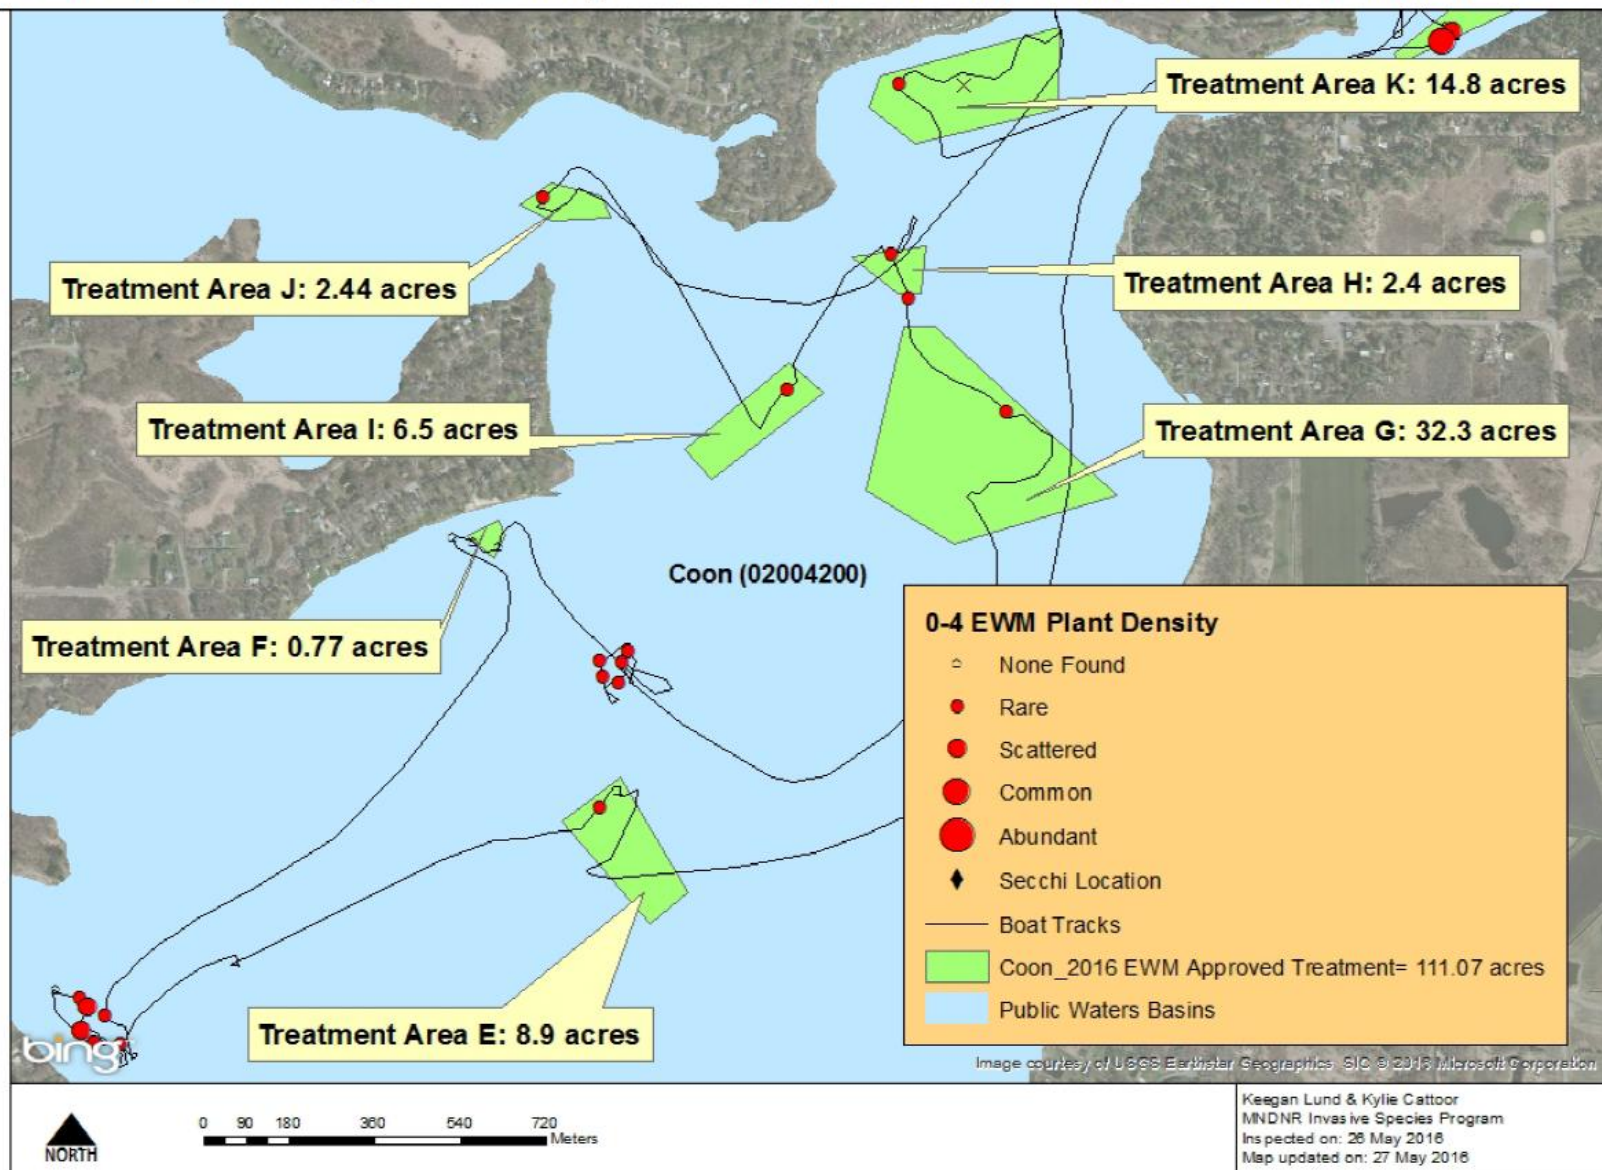 Treatment Area K: 14.8 acres
Treatment Area J: 2.44 acres
Treatment Area H: 2.4 acres
Treatment Area I: 6.5 acres
Treatment Area G: 32.3 acres
Coon (02004200)
Treatment Area F: 0.77 acres
0-4 EWM Plant Density
None Found
Rare
Scattered
Common
Abundant
Secchi Location
Boat Tracks
Coon_2016 EWM Approved Treatment= 111.07 acres
Public Waters Basins
Treatment Area E: 8.9 acres
bing
Image courtesy of USGS Earthstar Geographics SIO © 2016 Microsoft Corporation
NORTH
0 90 180 360 540 720
Meters
Keegan Lund & Kylie Cattoor
MNDNR Invasive Species Program
Inspected on: 26 May 2016
Map updated on: 27 May 2016